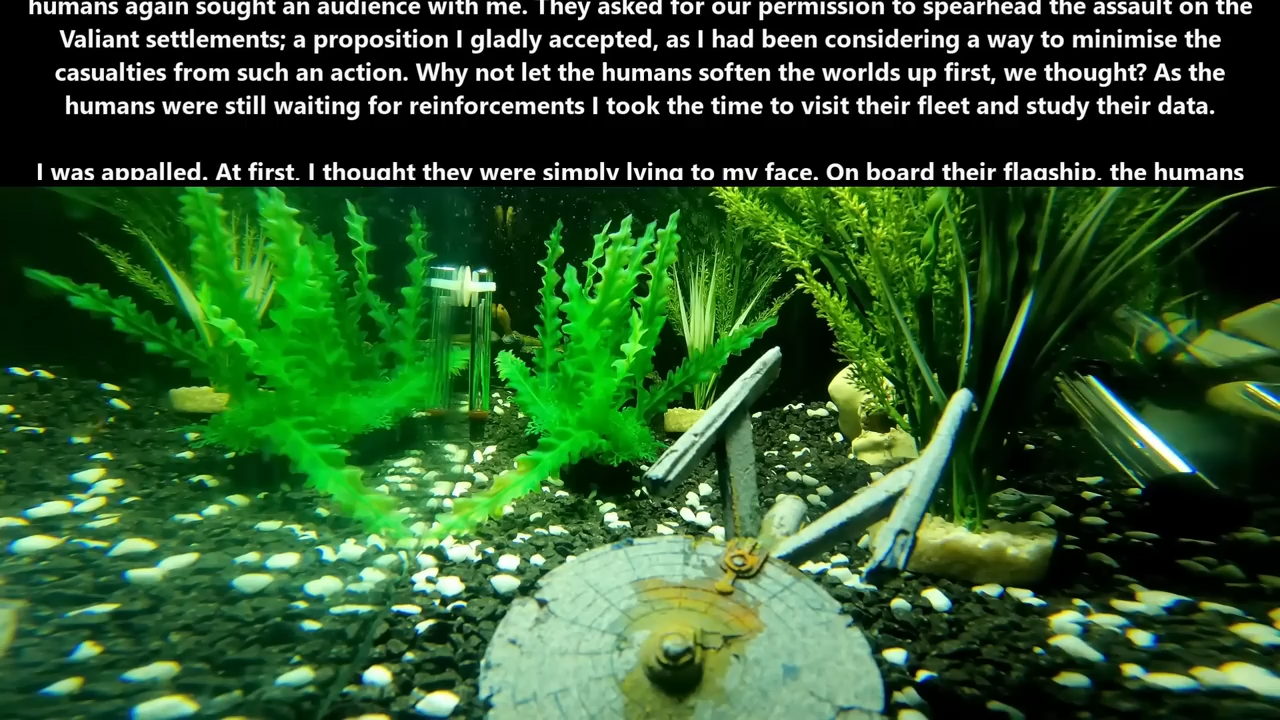 humans again sought an audience with me. They asked for our permission to spearhead the assault on the
Valiant settlements; a proposition I gladly accepted, as I had been considering a way to minimise the
casualties from such an action. Why not let the humans soften the worlds up first, we thought? As the
humans were still waiting for reinforcements I took the time to visit their fleet and study their data.
I was appalled. At first, I thought they were simply lying to my face. On board their flagship, the humans